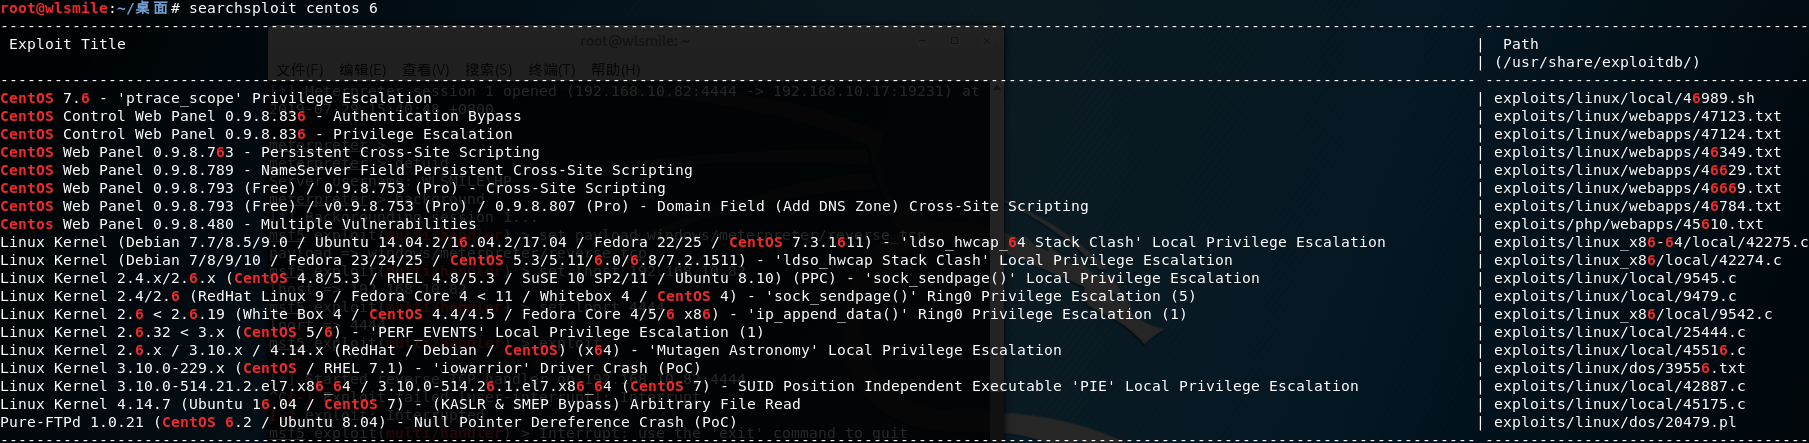 root@wlsmile:~/桌面# searchsploit centos 6
Exploit Title | Path
| (/usr/share/exploitdb/)
CentOS 7.6 - 'ptrace_scope' Privilege Escalation | exploits/linux/local/46989.sh
CentOS Control Web Panel 0.9.8.836 - Authentication Bypass | exploits/linux/webapps/47123.txt
CentOS Control Web Panel 0.9.8.836 - Privilege Escalation | exploits/linux/webapps/47124.txt
CentOS Web Panel 0.9.8.763 - Persistent Cross-Site Scripting | exploits/linux/webapps/46349.txt
CentOS Web Panel 0.9.8.789 - NameServer Field Persistent Cross-Site Scripting | exploits/linux/webapps/46629.txt
CentOS Web Panel 0.9.8.793 (Free) / 0.9.8.753 (Pro) - Cross-Site Scripting | exploits/linux/webapps/46669.txt
CentOS Web Panel 0.9.8.793 (Free) / v0.9.8.753 (Pro) / 0.9.8.807 (Pro) - Domain Field (Add DNS Zone) Cross-Site Scripting | exploits/linux/webapps/46784.txt
Centos Web Panel 0.9.8.480 - Multiple Vulnerabilities | exploits/php/webapps/45610.txt
Linux Kernel (Debian 7.7/8.5/9.0 / Ubuntu 14.04.2/16.04.2/17.04 / Fedora 22/25 / CentOS 7.3.1611) - 'ldso_hwcap_64 Stack Clash' Local Privilege Escalation | exploits/linux_x86-64/local/42275.c
Linux Kernel (Debian 7/8/9/10 / Fedora 23/24/25 / CentOS 5.3/5.11/6.0/6.8/7.2.1511) - 'ldso_hwcap Stack Clash' Local Privilege Escalation | exploits/linux_x86/local/42274.c
Linux Kernel 2.4.x/2.6.x (CentOS 4.8/5.3 / RHEL 4.8/5.3 / SuSE 10 SP2/11 / Ubuntu 8.10) (PPC) - 'sock_sendpage()' Local Privilege Escalation | exploits/linux/local/9545.c
Linux Kernel 2.4/2.6 (RedHat Linux 9 / Fedora Core 4 < 11 / Whitebox 4 / CentOS 4) - 'sock_sendpage()' Ring0 Privilege Escalation (5) | exploits/linux/local/9479.c
Linux Kernel 2.6 < 2.6.19 (White Box 4 / CentOS 4.4/4.5 / Fedora Core 4/5/6 x86) - 'ip_append_data()' Ring0 Privilege Escalation (1) | exploits/linux_x86/local/9542.c
Linux Kernel 2.6.32 < 3.x (CentOS 5/6) - 'PERF_EVENTS' Local Privilege Escalation (1) | exploits/linux/local/25444.c
Linux Kernel 2.6.x / 3.10.x / 4.14.x (RedHat / Debian / CentOS) (x64) - 'Mutagen Astronomy' Local Privilege Escalation | exploits/linux/local/45516.c
Linux Kernel 3.10.0-229.x (CentOS / RHEL 7.1) - 'iowarrior' Driver Crash (PoC) | exploits/linux/dos/39556.txt
Linux Kernel 3.10.0-514.21.2.el7.x86_64 / 3.10.0-514.26.1.el7.x86_64 (CentOS 7) - SUID Position Independent Executable 'PIE' Local Privilege Escalation | exploits/linux/local/42887.c
Linux Kernel 4.14.7 (Ubuntu 16.04 / CentOS 7) - (KASLR & SMEP Bypass) Arbitrary File Read | exploits/linux/local/45175.c
Pure-FTPd 1.0.21 (CentOS 6.2 / Ubuntu 8.04) - Null Pointer Dereference Crash (PoC) | exploits/linux/dos/20479.pl
root@wlsmile: ~
文件(F) 编辑(E) 查看(V) 搜索(S) 终端(T) 帮助(H)